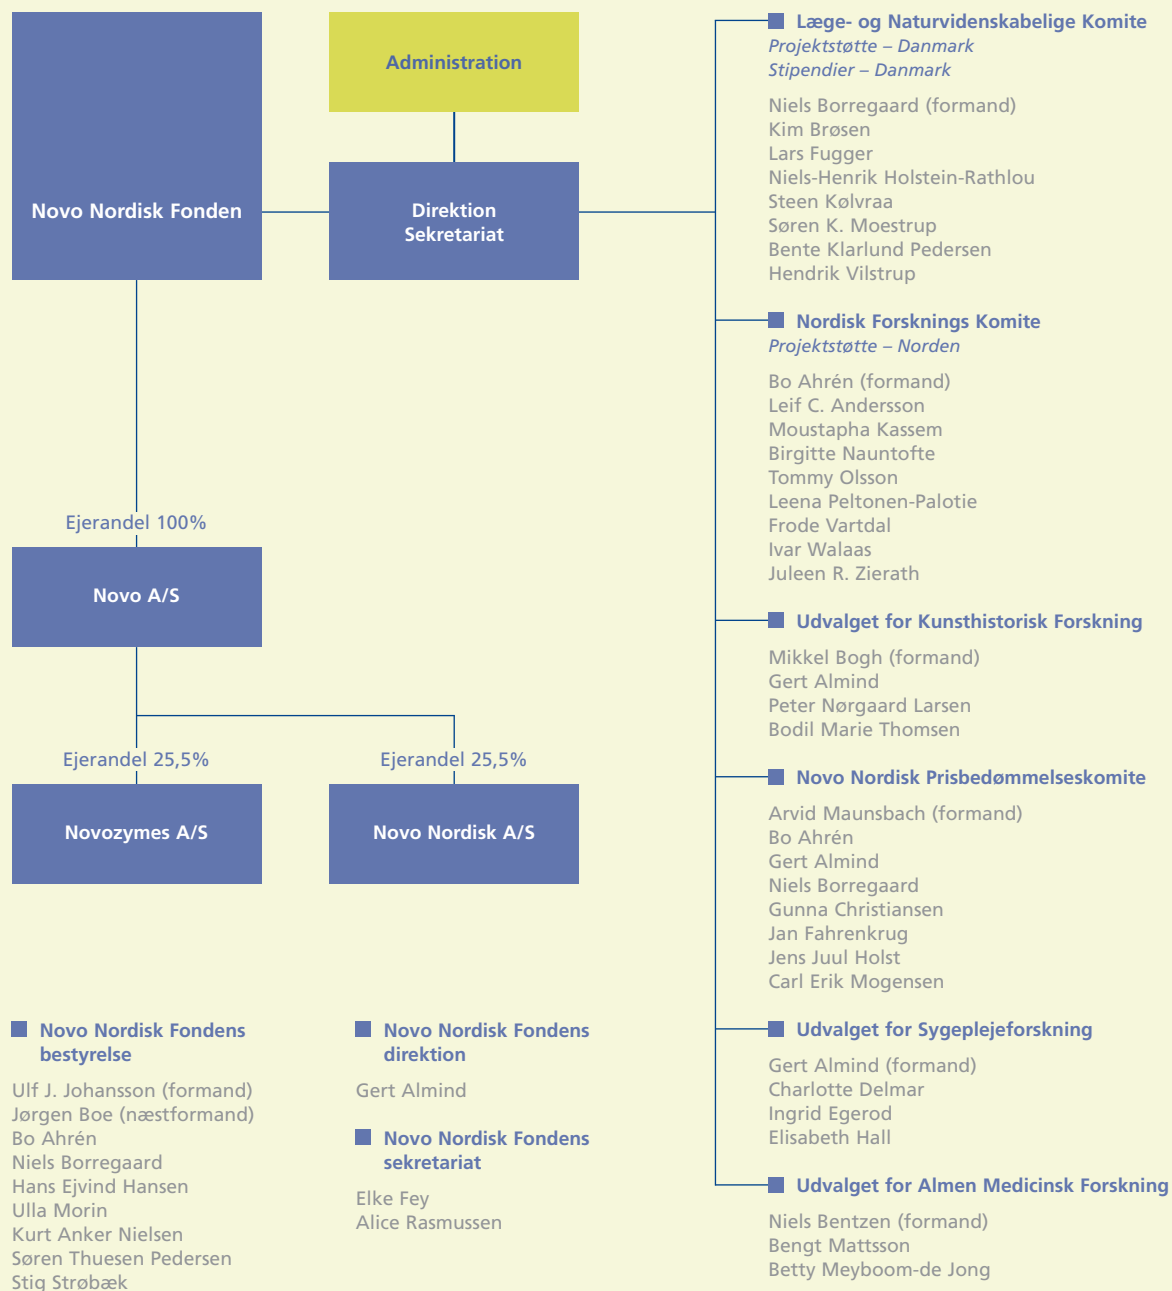 Novo Nordisk Fonden
Administration
Direktion
Sekretariat
Ejerandel 100%
Novo A/S
Ejerandel 25,5%
Ejerandel 25,5%
Novozymes A/S
Novo Nordisk A/S
Novo Nordisk Fondens
bestyrelse
Ulf J. Johansson (formand)
Jørgen Boe (næstformand)
Bo Ahrén
Niels Borregaard
Hans Ejvind Hansen
Ulla Morin
Kurt Anker Nielsen
Søren Thuesen Pedersen
Stig Strøbæk
Novo Nordisk Fondens
direktion
Gert Almind
Novo Nordisk Fondens
sekretariat
Elke Fey
Alice Rasmussen
Læge- og Naturvidenskabelige Komite
Projektstøtte – Danmark
Stipendier – Danmark
Niels Borregaard (formand)
Kim Brøsen
Lars Fugger
Niels-Henrik Holstein-Rathlou
Steen Kølvraa
Søren K. Moestrup
Bente Klarlund Pedersen
Hendrik Vilstrup
Nordisk Forsknings Komite
Projektstøtte – Norden
Bo Ahrén (formand)
Leif C. Andersson
Moustapha Kassem
Birgitte Nauntofte
Tommy Olsson
Leena Peltonen-Palotie
Frode Vartdal
Ivar Walaas
Juleen R. Zierath
Udvalget for Kunsthistorisk Forskning
Mikkel Bogh (formand)
Gert Almind
Peter Nørgaard Larsen
Bodil Marie Thomsen
Novo Nordisk Prisbedømmelseskomite
Arvid Maunsbach (formand)
Bo Ahrén
Gert Almind
Niels Borregaard
Gunna Christiansen
Jan Fahrenkrug
Jens Juul Holst
Carl Erik Mogensen
Udvalget for Sygeplejeforskning
Gert Almind (formand)
Charlotte Delmar
Ingrid Egerod
Elisabeth Hall
Udvalget for Almen Medicinsk Forskning
Niels Bentzen (formand)
Bengt Mattsson
Betty Meyboom-de Jong